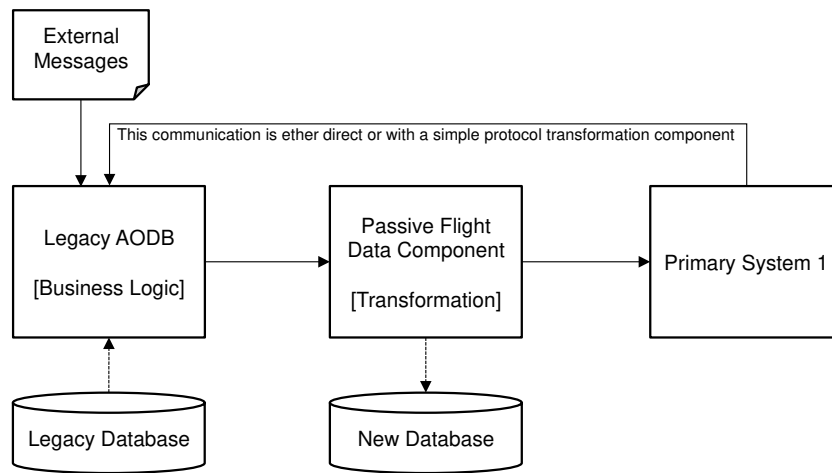 External
Messages
This communication is ether direct or with a simple protocol transformation component
Legacy AODB
[Business Logic]
Passive Flight
Data Component
[Transformation]
Primary System 1
Legacy Database
New Database